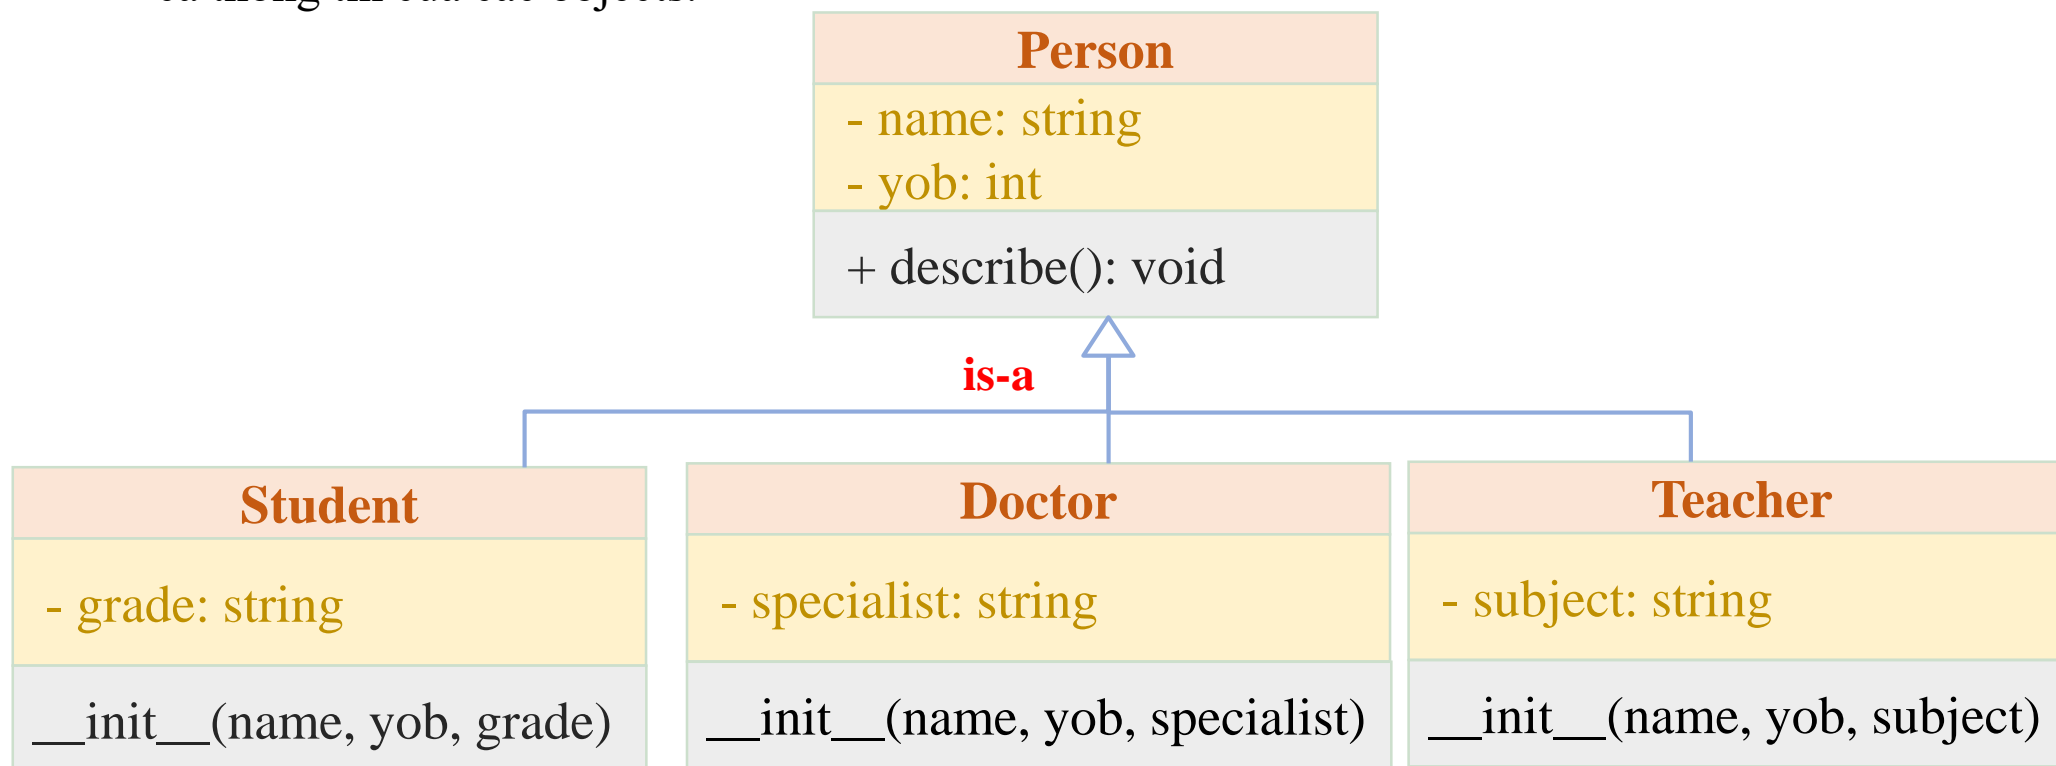 Person
- name: string
- yob: int
+ describe(): void
is-a
Student
- grade: string
__init__(name, yob, grade)
Doctor
- specialist: string
__init__(name, yob, specialist)
Teacher
- subject: string
__init__(name, yob, subject)